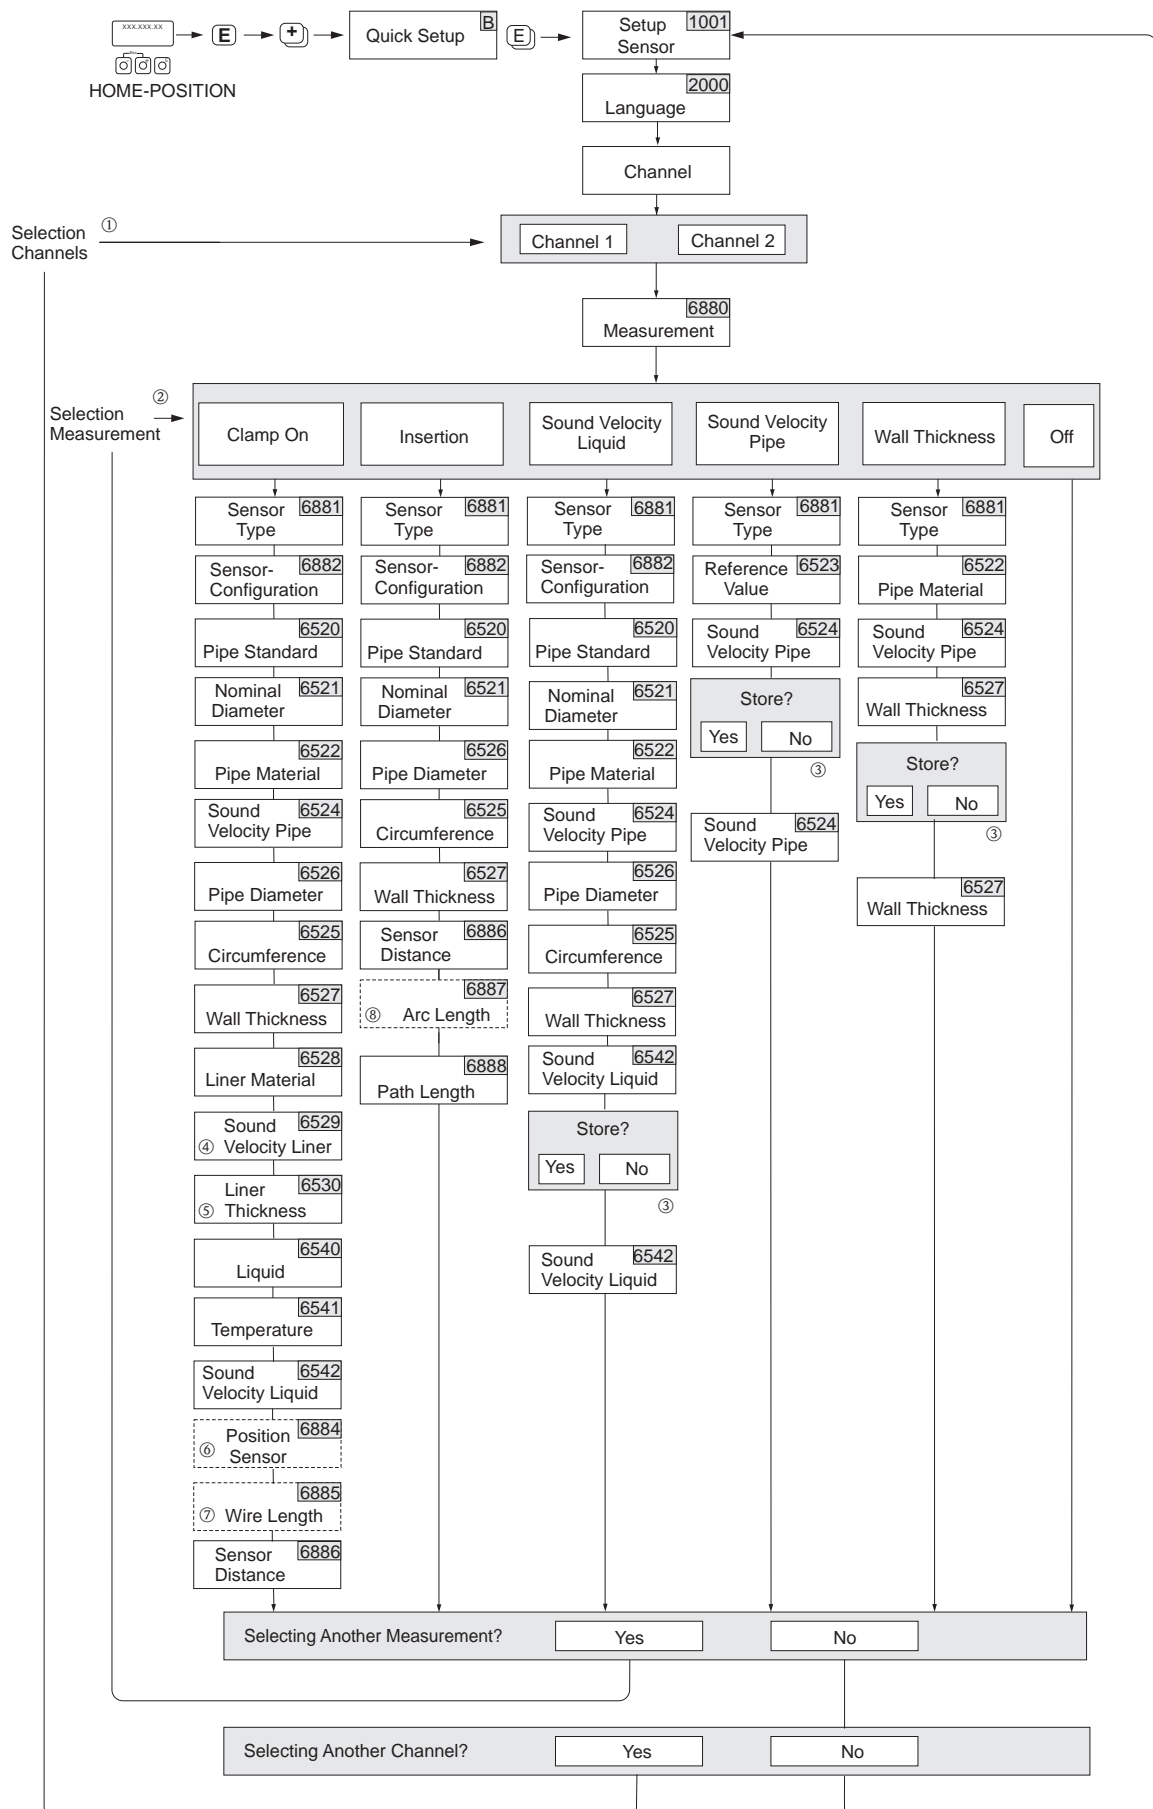 xxx.xxx.xx
E
+
Quick Setup
B
E
Setup
Sensor
1001
Esc
-
+
E
HOME-POSITION
2000
Language
Channel
Selection
Channels
①
Channel 1
Channel 2
6880
Measurement
Selection
Measurement
②
Clamp On
Insertion
Sound Velocity
Liquid
Sound Velocity
Pipe
Wall Thickness
Off
Sensor
Type
6881
Sensor-
Configuration
6882
6520
Pipe Standard
Nominal
Diameter
6521
6522
Pipe Material
Sound
Velocity Pipe
6524
6526
Pipe Diameter
6525
Circumference
6527
Wall Thickness
6528
Liner Material
Sound
④ Velocity Liner
6529
Liner
⑤ Thickness
6530
6540
Liquid
6541
Temperature
Sound
Velocity Liquid
6542
Position
⑥ Sensor
6884
6885
⑦ Wire Length
Sensor
Distance
6886
Sensor
Type
6881
Sensor-
Configuration
6882
6520
Pipe Standard
Nominal
Diameter
6521
6526
Pipe Diameter
6525
Circumference
6527
Wall Thickness
Sensor
Distance
6886
6887
⑧ Arc Length
6888
Path Length
Sensor
Type
6881
Sensor-
Configuration
6882
6520
Pipe Standard
Nominal
Diameter
6521
6522
Pipe Material
Sound
Velocity Pipe
6524
6526
Pipe Diameter
6525
Circumference
6527
Wall Thickness
Sound
Velocity Liquid
6542
Store?
Yes
No
③
Sound
Velocity Liquid
6542
Sensor
Type
6881
Reference
Value
6523
Sound
Velocity Pipe
6524
Store?
Yes
No
③
Sound
Velocity Pipe
6524
Sensor
Type
6881
6522
Pipe Material
Sound
Velocity Pipe
6524
6527
Wall Thickness
Store?
Yes
No
③
6527
Wall Thickness
Selecting Another Measurement?
Yes
No
Selecting Another Channel?
Yes
No